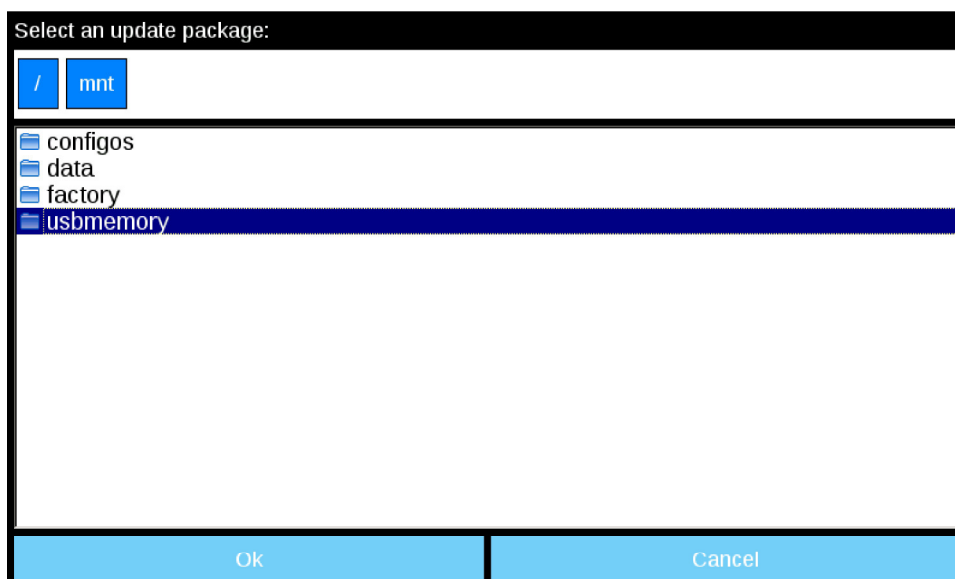 Select an update package:
/ mnt
configos
data
factory
usbmemory
Ok Cancel